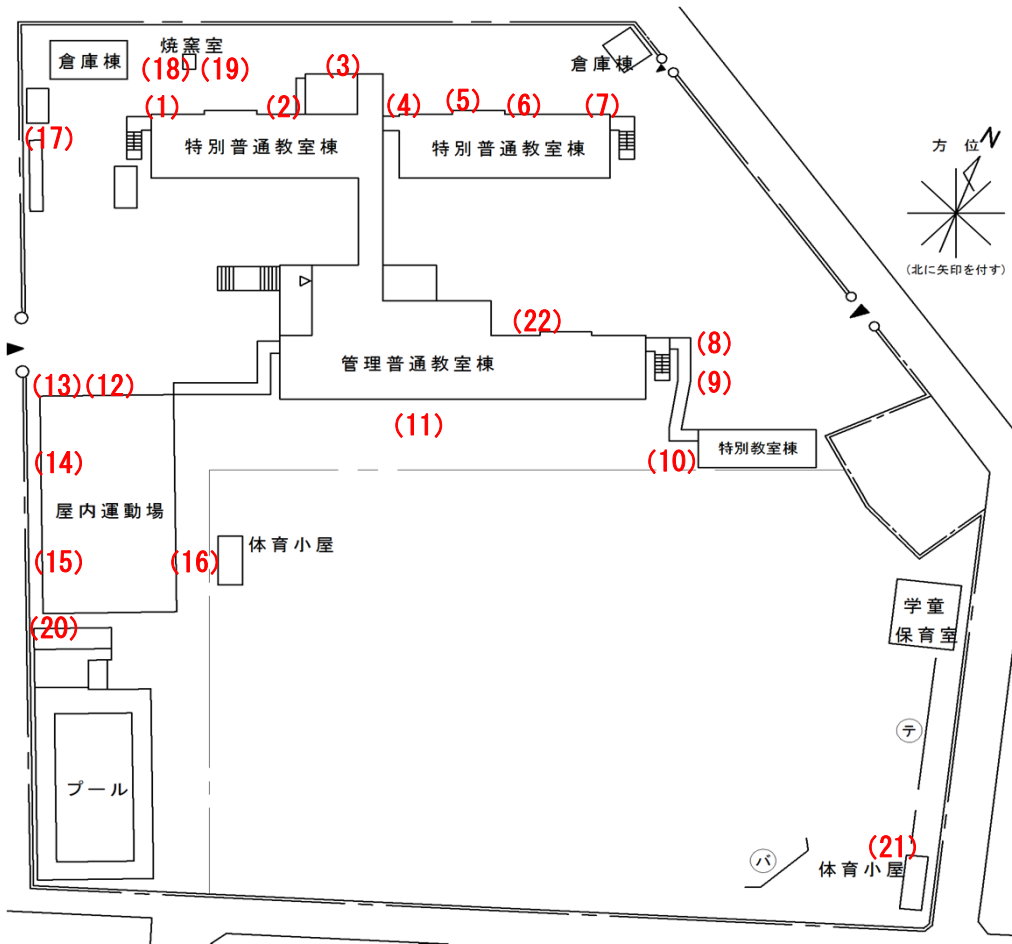 焼窯室
倉庫棟
(18)
(19)
(3)
倉庫棟
(1)
(2)
(4)
(5)
(6)
(7)
(17)
特別普通教室棟
特別普通教室棟
方位
N
(北に矢印を付す)
(22)
(8)
管理普通教室棟
(9)
(13)
(12)
(11)
(10)
特別教室棟
(14)
屋内運動場
体育小屋
(15)
(16)
学童
保育室
(20)
テ
プール
(21)
バ
体育小屋